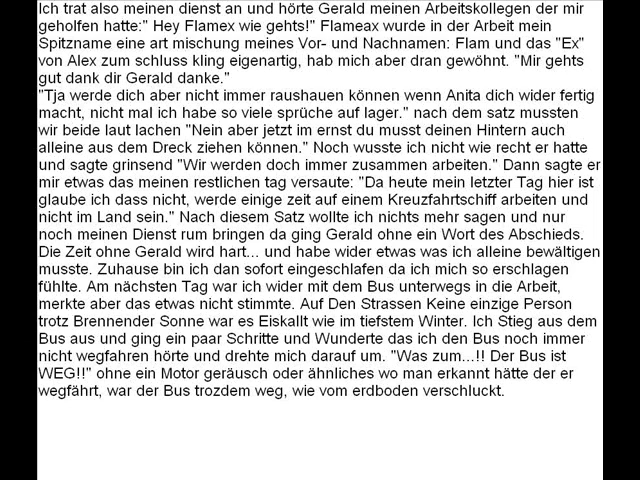 Ich trat also meinen dienst an und hörte Gerald meinen Arbeitskollegen der mir
geholfen hatte:" Hey Flamex wie gehts!" Flameax wurde in der Arbeit mein
Spitzname eine art mischung meines Vor- und Nachnamen: Flam und das "Ex"
von Alex zum schluss kling eigenartig, hab mich aber dran gewöhnt. "Mir gehts
gut dank dir Gerald danke."
"Tja werde dich aber nicht immer raushauen können wenn Anita dich wider fertig
macht, nicht mal ich habe so viele sprüche auf lager." nach dem satz mussten
wir beide laut lachen "Nein aber jetzt im ernst du musst deinen Hintern auch
alleine aus dem Dreck ziehen können." Noch wusste ich nicht wie recht er hatte
und sagte grinsend "Wir werden doch immer zusammen arbeiten." Dann sagte er
mir etwas das meinen restlichen tag versaute: "Da heute mein letzter Tag hier ist
glaube ich dass nicht, werde einige zeit auf einem Kreuzfahrtschiff arbeiten und
nicht im Land sein." Nach diesem Satz wollte ich nichts mehr sagen und nur
noch meinen Dienst rum bringen da ging Gerald ohne ein Wort des Abschieds.
Die Zeit ohne Gerald wird hart... und habe wider etwas was ich alleine bewältigen
musste. Zuhause bin ich dan sofort eingeschlafen da ich mich so erschlagen
fühlte. Am nächsten Tag war ich wider mit dem Bus unterwegs in die Arbeit,
merkte aber das etwas nicht stimmte. Auf Den Strassen Keine einzige Person
trotz Brennender Sonne war es Eiskallt wie im tiefstem Winter. Ich Stieg aus dem
Bus aus und ging ein paar Schritte und Wunderte das ich den Bus noch immer
nicht wegfahren hörte und drehte mich darauf um. "Was zum...!! Der Bus ist
WEG!!" ohne ein Motor geräusch oder ähnliches wo man erkannt hätte der er
wegfährt, war der Bus trozdem weg, wie vom erdboden verschluckt.